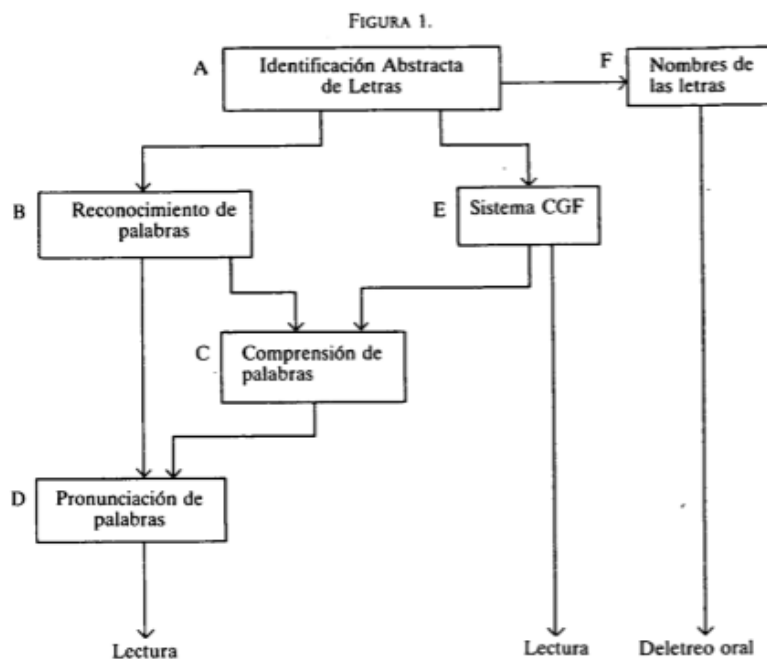 FIGURA 1.
A
Identificación Abstracta
de Letras
F
Nombres de
las letras
B
Reconocimiento de
palabras
E
Sistema CGF
C
Comprensión de
palabras
D
Pronunciación de
palabras
Lectura
Lectura
Deletreo oral